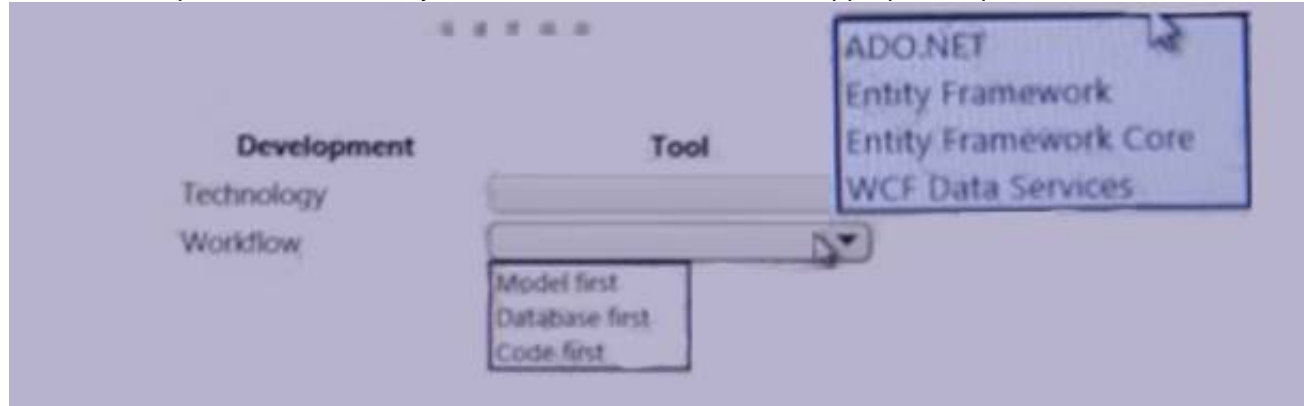 ADO.NET
Entity Framework
Entity Framework Core
WCF Data Services
Development Tool
Technology
Workflow
Model first
Database first
Code first